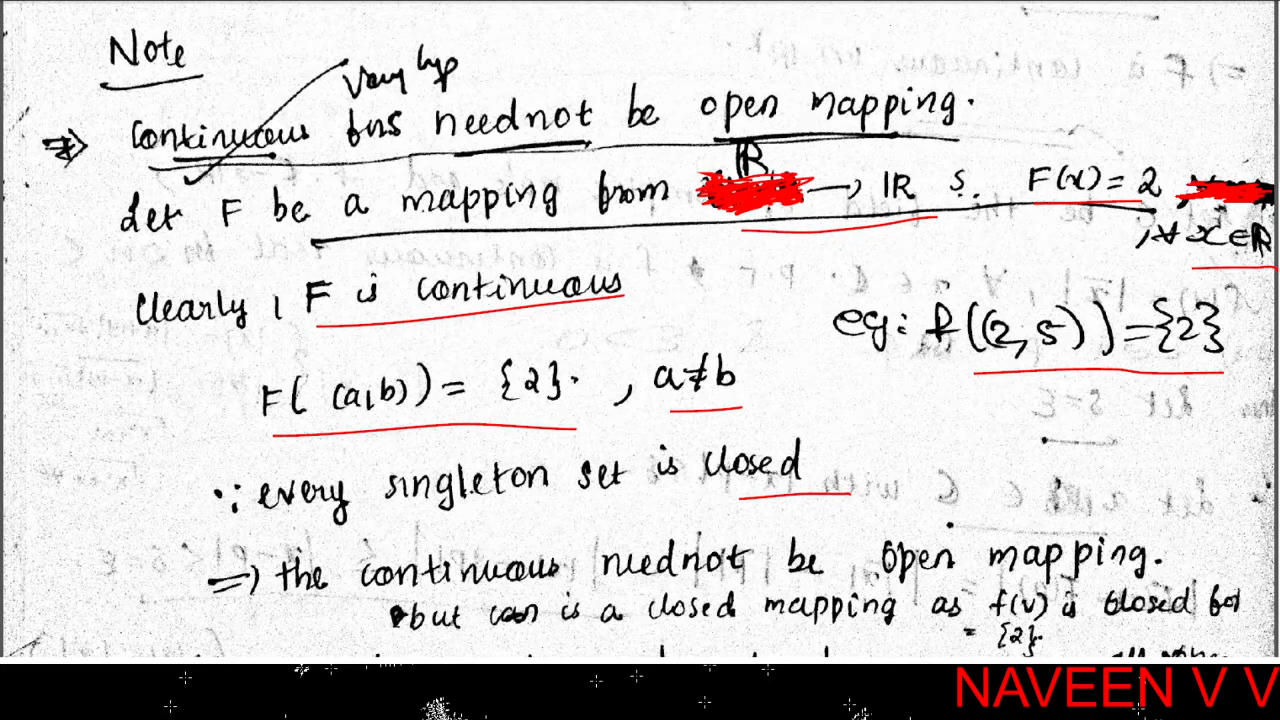 Note
Very Imp
⇒ continuous fns neednot be open mapping.
Let F be a mapping from ℝ → ℝ s. F(x) = 2, ∀ x ∈ ℝ
Clearly, F is continuous
eg: f((2,5)) = {2}
F((a,b)) = {2}. , a≠b
∵ every singleton set is closed
⇒ the continuous neednot be open mapping.
but is a closed mapping as f(v) is closed for
= {2}.
all
NAVEEN V V